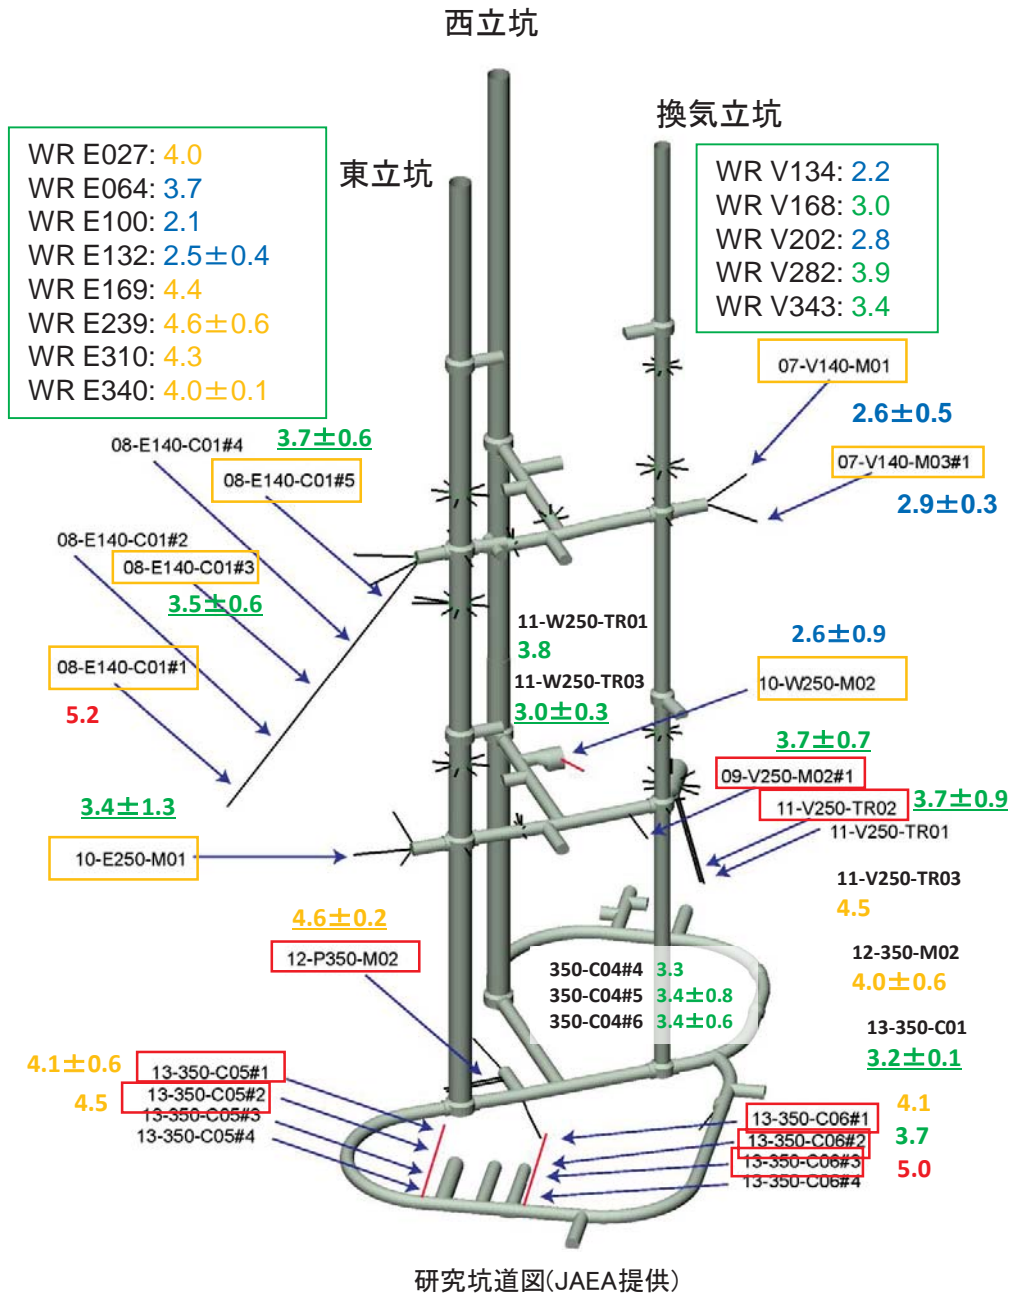 西立坑
換気立坑
東立坑
WR E027: 4.0
WR E064: 3.7
WR E100: 2.1
WR E132: 2.5±0.4
WR E169: 4.4
WR E239: 4.6±0.6
WR E310: 4.3
WR E340: 4.0±0.1
WR V134: 2.2
WR V168: 3.0
WR V202: 2.8
WR V282: 3.9
WR V343: 3.4
07-V140-M01
2.6±0.5
07-V140-M03#1
2.9±0.3
3.7±0.6
08-E140-C01#4
08-E140-C01#5
08-E140-C01#2
08-E140-C01#3
3.5±0.6
08-E140-C01#1
5.2
11-W250-TR01
3.8
11-W250-TR03
3.0±0.3
2.6±0.9
10-W250-M02
3.7±0.7
09-V250-M02#1
11-V250-TR02
3.7±0.9
11-V250-TR01
3.4±1.3
10-E250-M01
11-V250-TR03
4.5
4.6±0.2
12-P350-M02
12-350-M02
4.0±0.6
350-C04#4 3.3
350-C04#5 3.4±0.8
350-C04#6 3.4±0.6
13-350-C01
3.2±0.1
4.1±0.6 13-350-C05#1
4.5 13-350-C05#2
13-350-C05#3
13-350-C05#4
13-350-C06#1 4.1
13-350-C06#2 3.7
13-350-C06#3 5.0
13-350-C06#4
研究坑道図(JAEA提供)